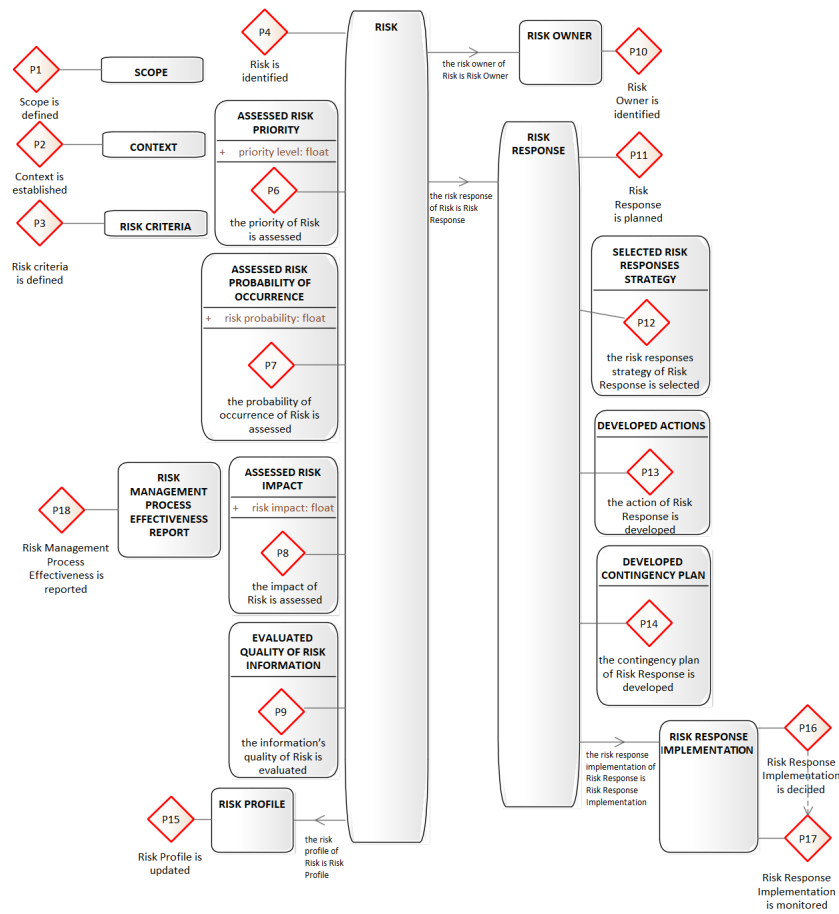 P1
SCOPE
Scope is
defined
P2
CONTEXT
Context is
established
P3
RISK CRITERIA
Risk criteria
is defined
P4
Risk is
identified
RISK
ASSESSED RISK
PRIORITY
+ priority level: float
P6
the priority of Risk
is assessed
ASSESSED RISK
PROBABILITY OF
OCCURRENCE
+ risk probability: float
P7
the probability of
occurrence of Risk is
assessed
ASSESSED RISK
IMPACT
+ risk impact: float
P8
the impact of
Risk is assessed
P18
Risk Management
Process
Effectiveness is
reported
RISK
MANAGEMENT
PROCESS
EFFECTIVENESS
REPORT
EVALUATED
QUALITY OF RISK
INFORMATION
P9
the information's
quality of Risk is
evaluated
P15
Risk Profile is
updated
RISK PROFILE
the risk
profile of
Risk is Risk
Profile
the risk owner of
Risk is Risk Owner
RISK OWNER
P10
Risk
Owner is
identified
the risk response
of Risk is Risk
Response
RISK
RESPONSE
P11
Risk
Response
is planned
SELECTED RISK
RESPONSES
STRATEGY
P12
the risk responses
strategy of Risk
Response is selected
DEVELOPED ACTIONS
P13
the action of Risk
Response is
developed
DEVELOPED
CONTINGENCY PLAN
P14
the contingency plan
of Risk Response is
developed
the risk response
implementation of
Risk Response is
Risk Response
Implementation
RISK RESPONSE
IMPLEMENTATION
P16
Risk Response
Implementation
is decided
P17
Risk Response
Implementation
is monitored